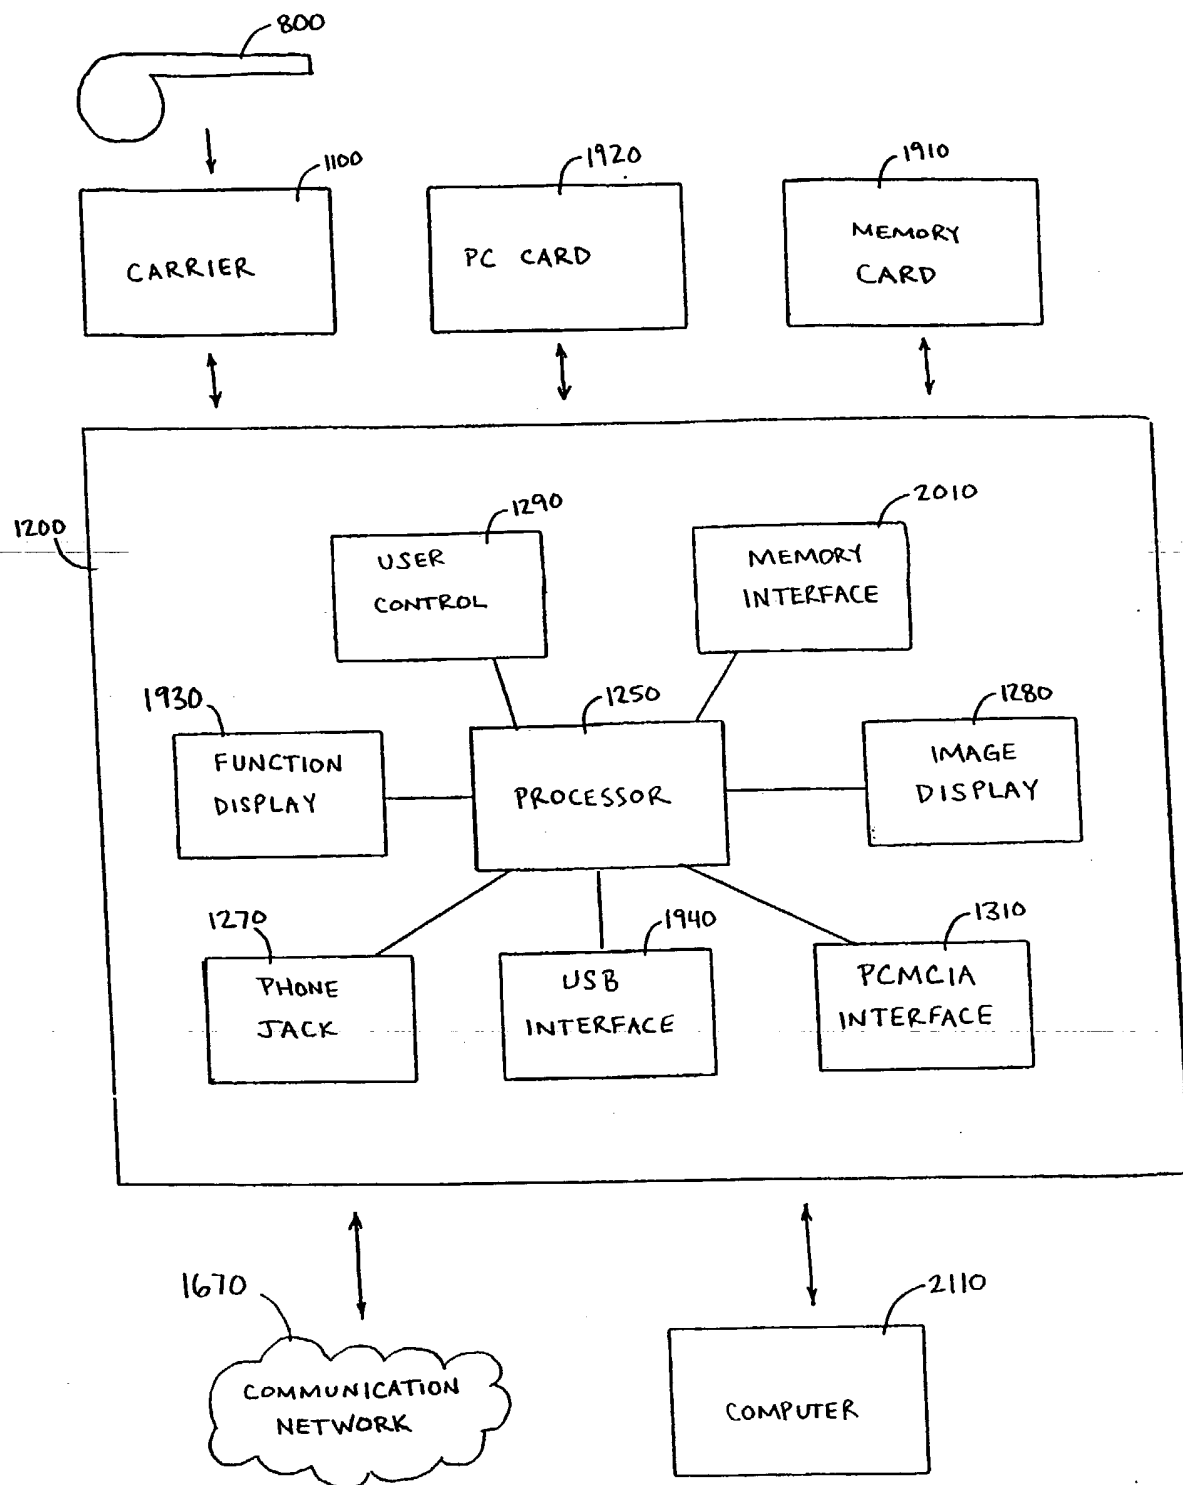 800
1100
1920
1910
CARRIER
PC CARD
MEMORY
CARD
1200
1290
2010
USER
CONTROL
MEMORY
INTERFACE
1930
1250
1280
FUNCTION
DISPLAY
PROCESSOR
IMAGE
DISPLAY
1270
1940
1310
PHONE
JACK
USB
INTERFACE
PCMCIA
INTERFACE
1670
2110
COMMUNICATION
NETWORK
COMPUTER